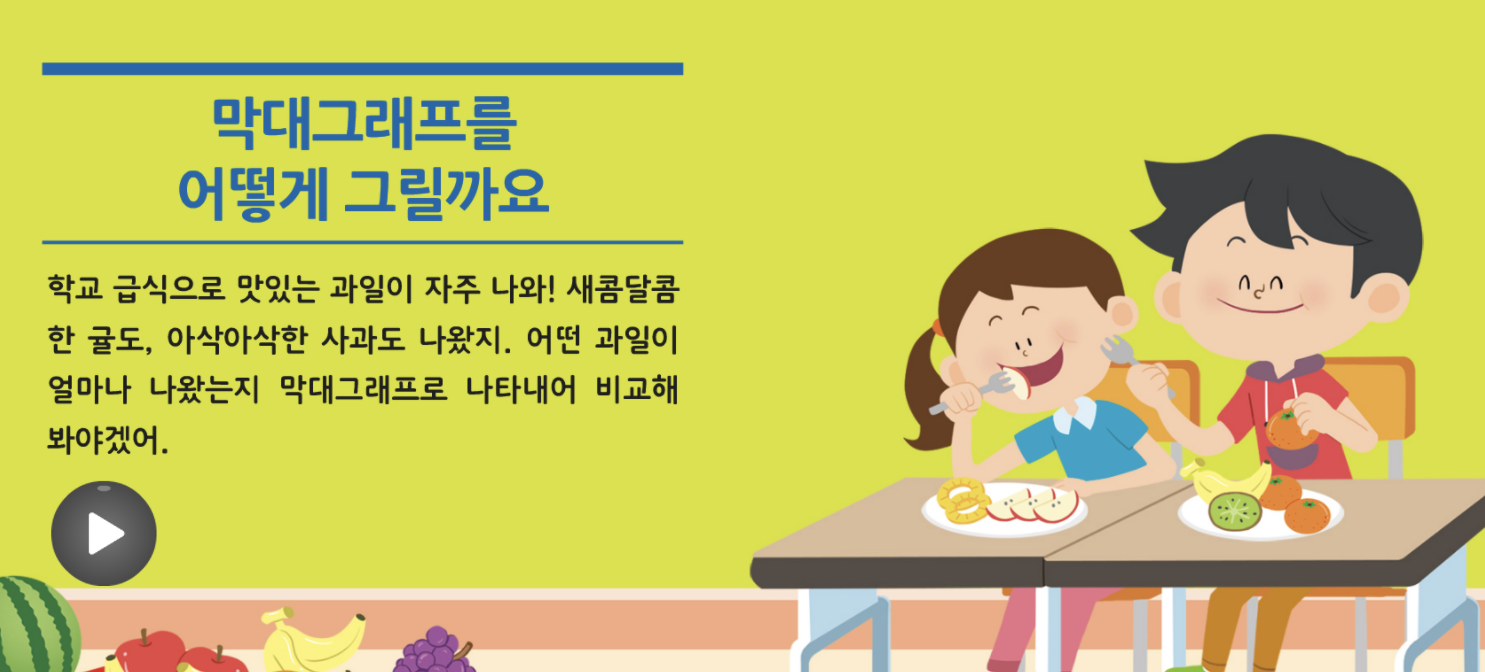 막대그래프를
어떻게 그릴까요
학교 급식으로 맛있는 과일이 자주 나와! 새콤달콤
한 귤도, 아삭아삭한 사과도 나왔지. 어떤 과일이
얼마나 나왔는지 막대그래프로 나타내어 비교해
봐야겠어.